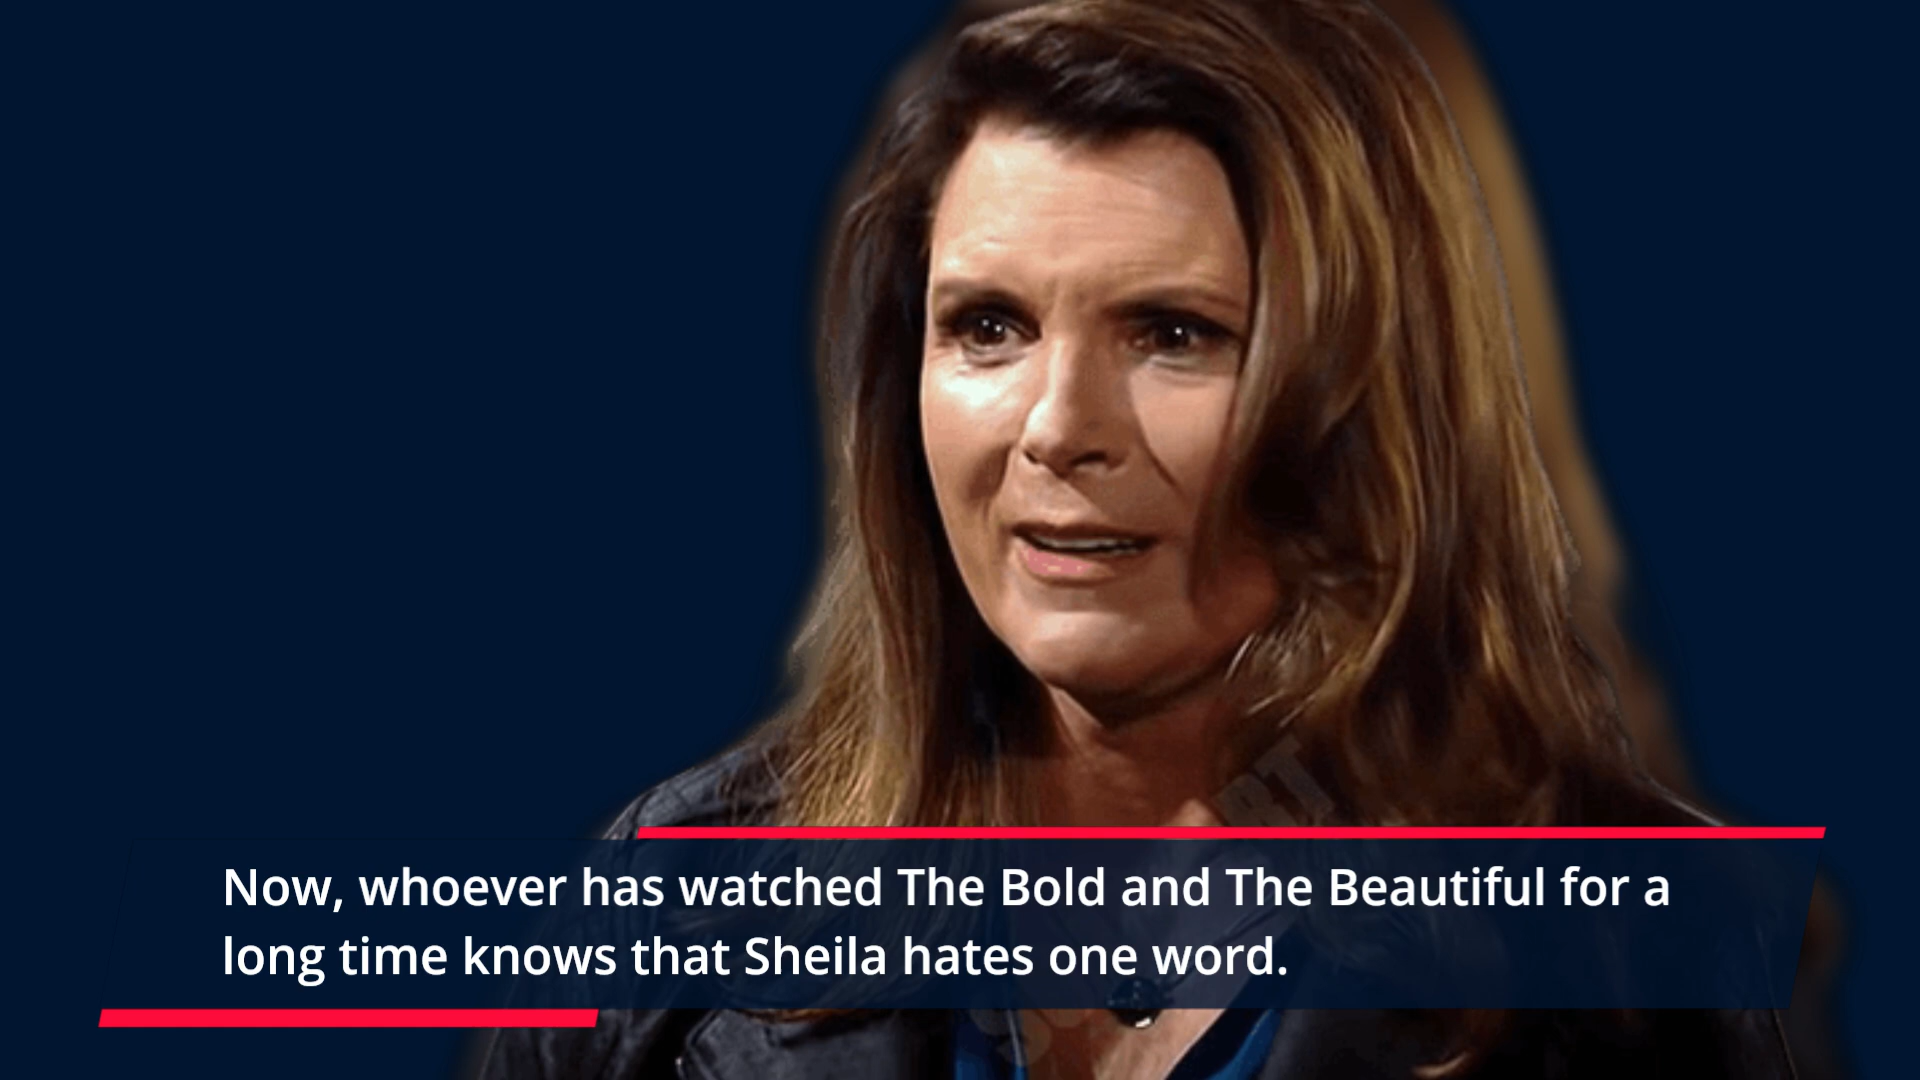 Now, whoever has watched The Bold and The Beautiful for a
long time knows that Sheila hates one word.